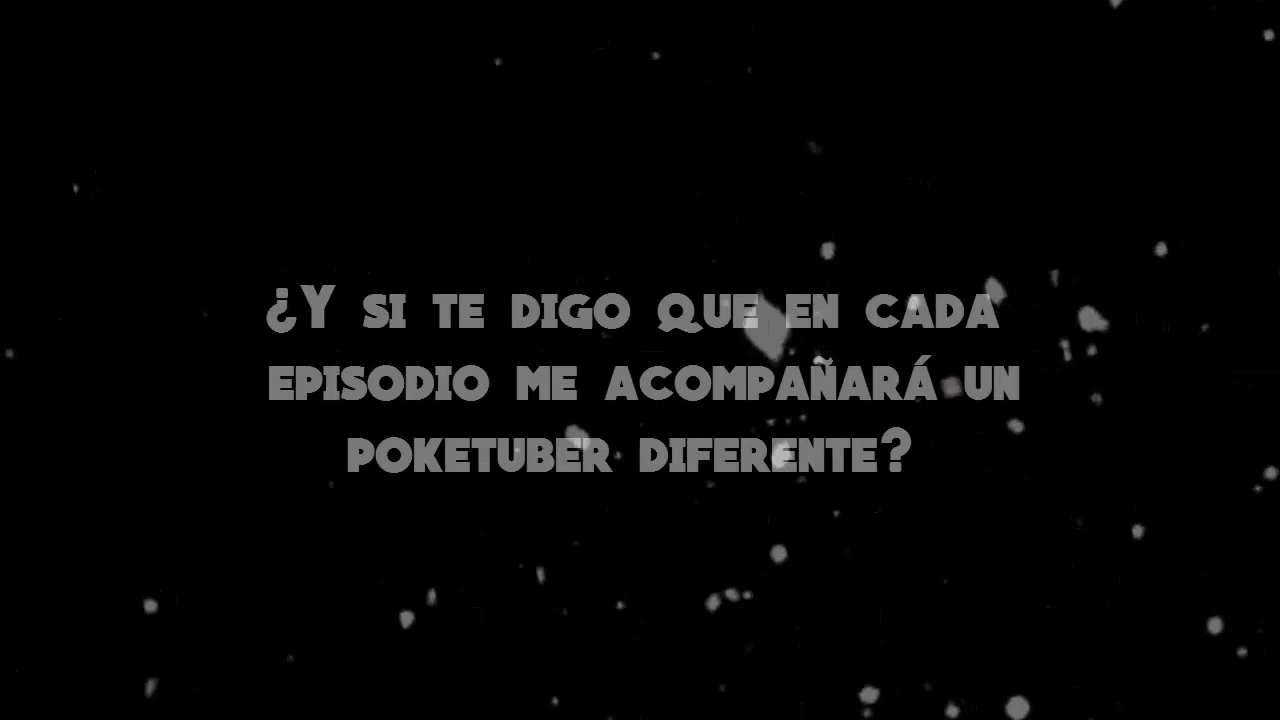 ¿Y SI TE DIGO QUE EN CADA
EPISODIO ME ACOMPAÑARÁ UN
POKETUBER DIFERENTE?